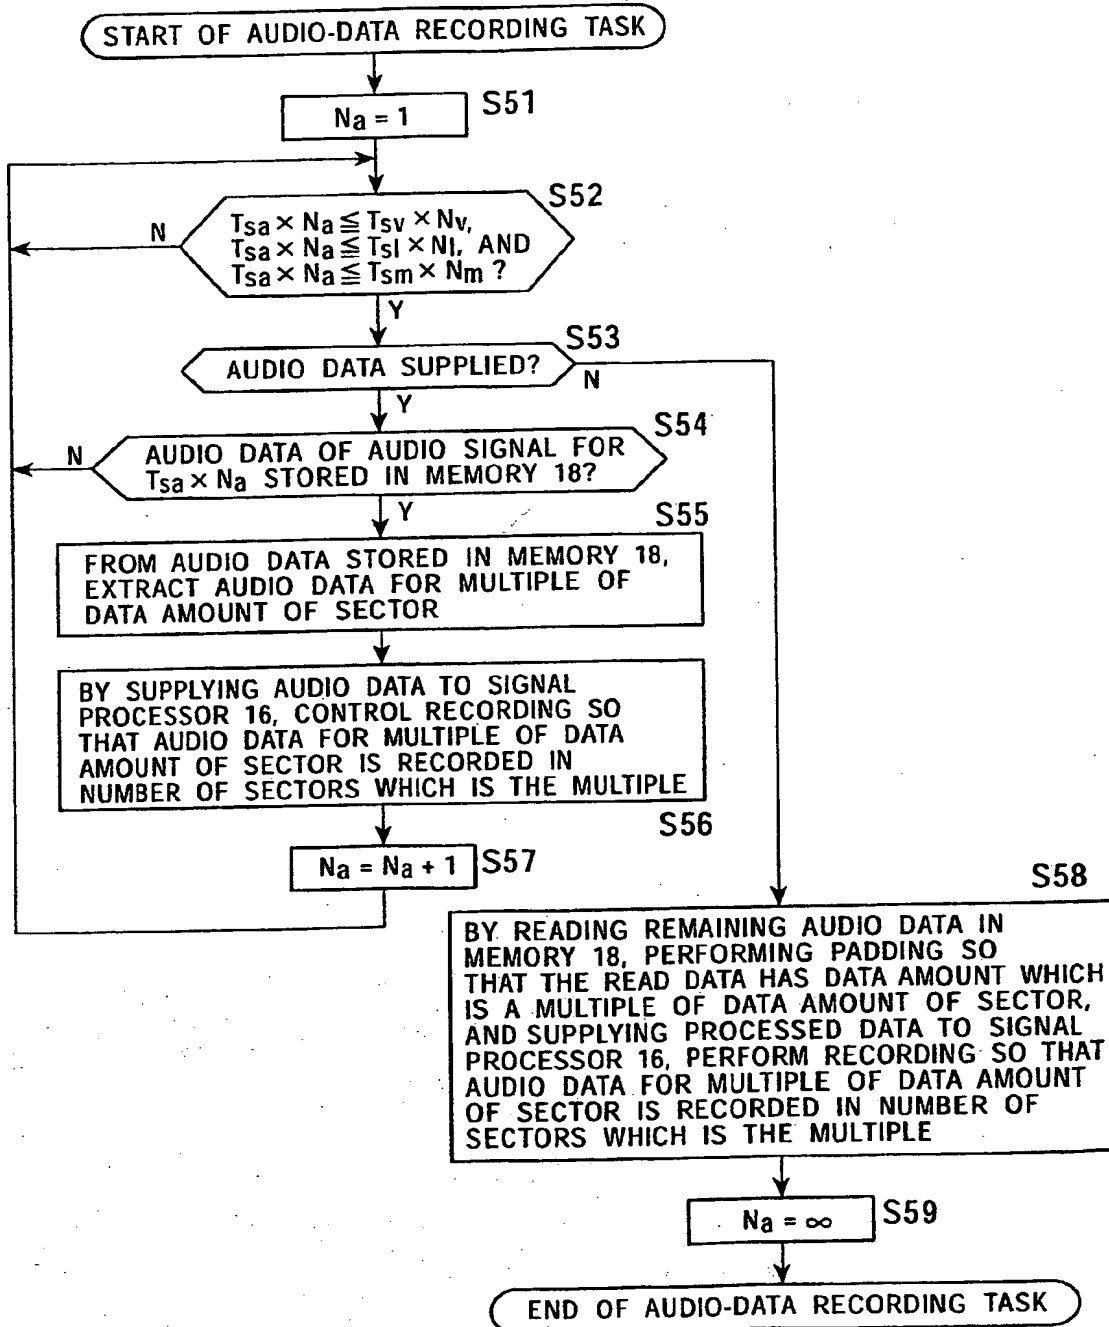 START OF AUDIO-DATA RECORDING TASK
S51
Na = 1
S52
Tsa × Na ≦ Tsv × Nv,
N
Tsa × Na ≦ Tsl × Nl, AND
Tsa × Na ≦ Tsm × Nm ?
Y
S53
AUDIO DATA SUPPLIED?
N
Y
S54
AUDIO DATA OF AUDIO SIGNAL FOR
N
Tsa × Na STORED IN MEMORY 18?
Y
S55
FROM AUDIO DATA STORED IN MEMORY 18,
EXTRACT AUDIO DATA FOR MULTIPLE OF
DATA AMOUNT OF SECTOR
BY SUPPLYING AUDIO DATA TO SIGNAL
PROCESSOR 16, CONTROL RECORDING SO
THAT AUDIO DATA FOR MULTIPLE OF DATA
AMOUNT OF SECTOR IS RECORDED IN
NUMBER OF SECTORS WHICH IS THE MULTIPLE
S56
Na = Na + 1
S57
S58
BY READING REMAINING AUDIO DATA IN
MEMORY 18, PERFORMING PADDING SO
THAT THE READ DATA HAS DATA AMOUNT WHICH
IS A MULTIPLE OF DATA AMOUNT OF SECTOR,
AND SUPPLYING PROCESSED DATA TO SIGNAL
PROCESSOR 16, PERFORM RECORDING SO THAT
AUDIO DATA FOR MULTIPLE OF DATA AMOUNT
OF SECTOR IS RECORDED IN NUMBER OF
SECTORS WHICH IS THE MULTIPLE
Na = ∞
S59
END OF AUDIO-DATA RECORDING TASK